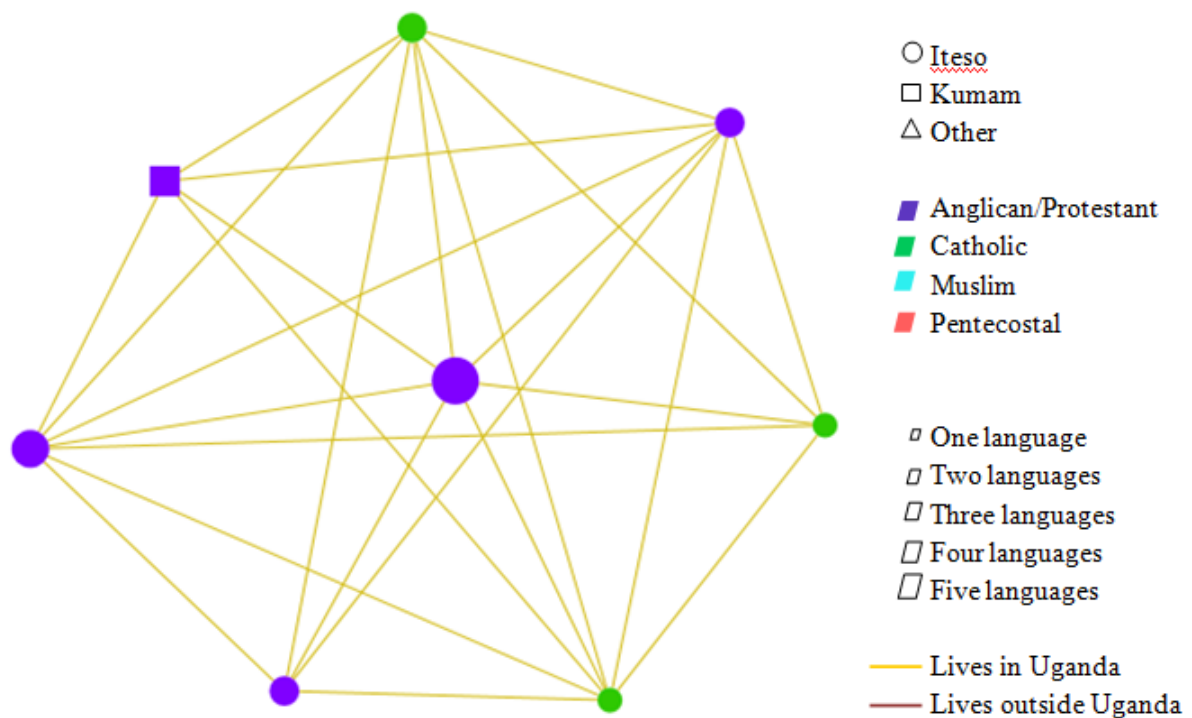 Iteso
Kumam
Other
Anglican/Protestant
Catholic
Muslim
Pentecostal
One language
Two languages
Three languages
Four languages
Five languages
Lives in Uganda
Lives outside Uganda